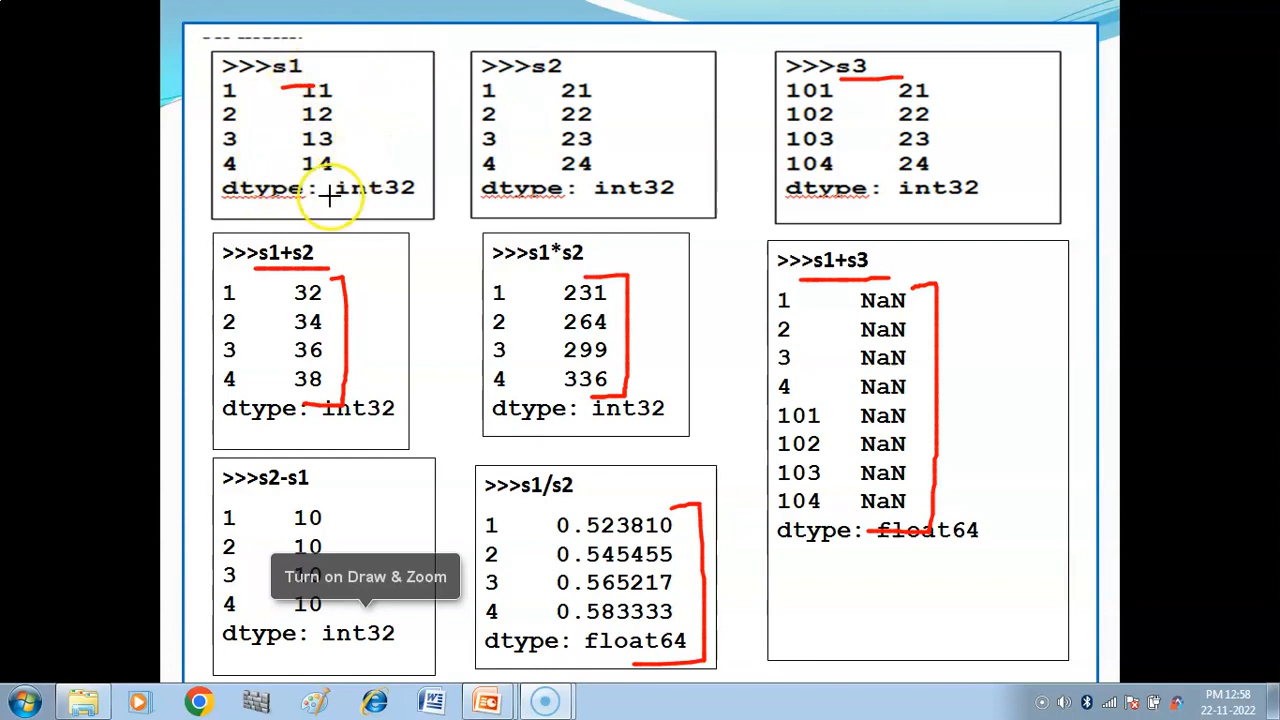 >>>s1
1 11
2 12
3 13
4 14
dtype: int32
>>>s2
1 21
2 22
3 23
4 24
dtype: int32
>>>s3
101 21
102 22
103 23
104 24
dtype: int32
>>>s1+s2
1 32
2 34
3 36
4 38
dtype: int32
>>>s1*s2
1 231
2 264
3 299
4 336
dtype: int32
>>>s1+s3
1 NaN
2 NaN
3 NaN
4 NaN
101 NaN
102 NaN
103 NaN
104 NaN
dtype: float64
>>>s2-s1
1 10
2 10
3 10
4 10
dtype: int32
Turn on Draw & Zoom
>>>s1/s2
1 0.523810
2 0.545455
3 0.565217
4 0.583333
dtype: float64
PM 12:58
22-11-2022